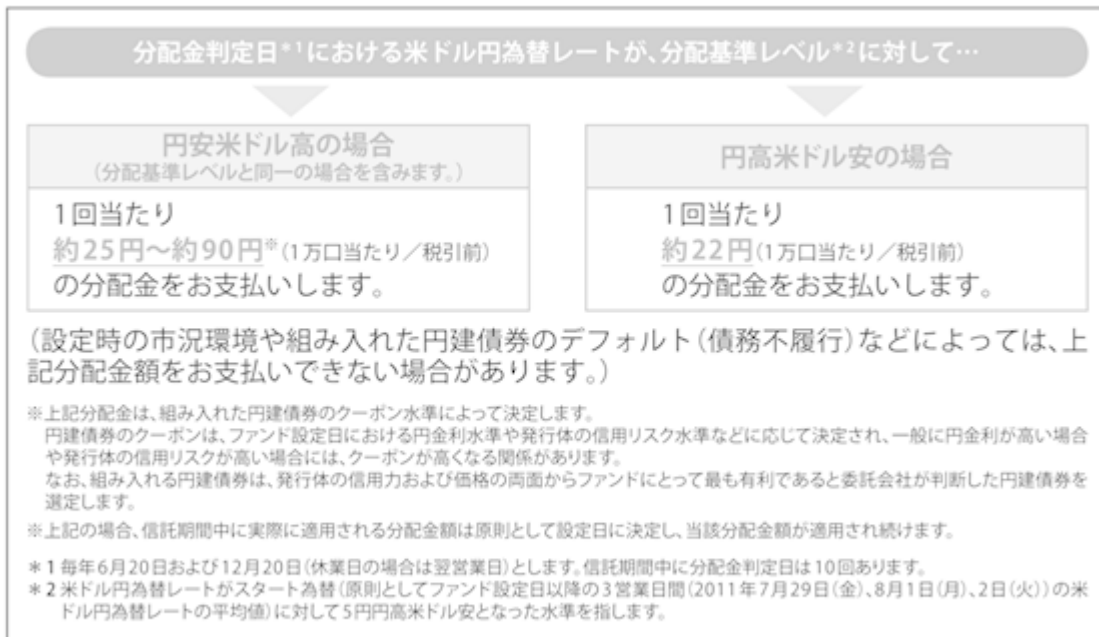 分配金判定日*1における米ドル円為替レートが、分配基準レベル*2に対して…
円安米ドル高の場合
(分配基準レベルと同一の場合を含みます。)
1回当たり
約25円〜約90円※(1万口当たり/税引前)
の分配金をお支払いします。
円高米ドル安の場合
1回当たり
約22円(1万口当たり/税引前)
の分配金をお支払いします。
(設定時の市況環境や組み入れた円建債券のデフォルト(債務不履行)などによっては、上
記分配金額をお支払いできない場合があります。)
※上記分配金は、組み入れた円建債券のクーポン水準によって決定します。
円建債券のクーポンは、ファンド設定日における円金利水準や発行体の信用リスク水準などに応じて決定され、一般に円金利が高い場合
や発行体の信用リスクが高い場合には、クーポンが高くなる関係があります。
なお、組み入れる円建債券は、発行体の信用力および価格の両面からファンドにとって最も有利であると委託会社が判断した円建債券を
選定します。
※上記の場合、信託期間中に実際に適用される分配金額は原則として設定日に決定し、当該分配金額が適用され続けます。
*1 毎年6月20日および12月20日(休業日の場合は翌営業日)とします。信託期間中に分配金判定日は10回あります。
*2 米ドル円為替レートがスタート為替(原則としてファンド設定日以降の3営業日間(2011年7月29日(金)、8月1日(月)、2日(火))の米
ドル円為替レートの平均値)に対して5円円高米ドル安となった水準を指します。